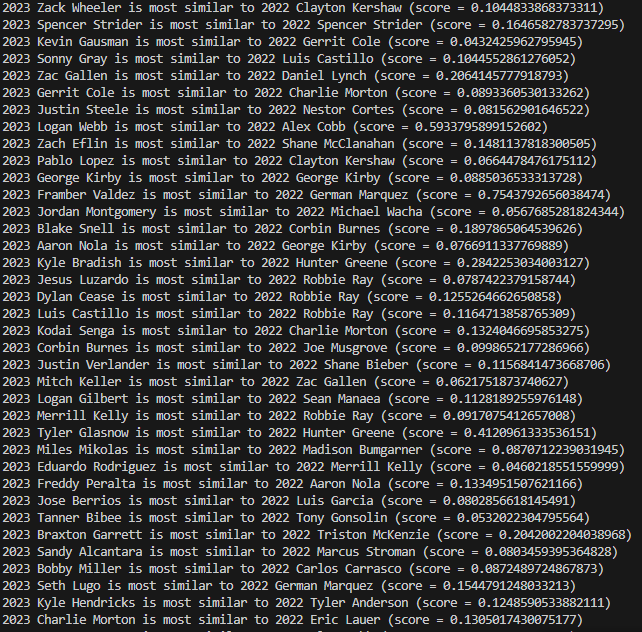 2023 Zack Wheeler is most similar to 2022 Clayton Kershaw (score = 0.1044833868373311)
2023 Spencer Strider is most similar to 2022 Spencer Strider (score = 0.1646582783737295)
2023 Kevin Gausman is most similar to 2022 Gerrit Cole (score = 0.0432425962795945)
2023 Sonny Gray is most similar to 2022 Luis Castillo (score = 0.1044552861276052)
2023 Zac Gallen is most similar to 2022 Daniel Lynch (score = 0.2064145777918793)
2023 Gerrit Cole is most similar to 2022 Charlie Morton (score = 0.0893360530133262)
2023 Justin Steele is most similar to 2022 Nestor Cortes (score = 0.081562901646522)
2023 Logan Webb is most similar to 2022 Alex Cobb (score = 0.5933795899152602)
2023 Zach Eflin is most similar to 2022 Shane McClanahan (score = 0.1481137818300505)
2023 Pablo Lopez is most similar to 2022 Clayton Kershaw (score = 0.0664478476175112)
2023 George Kirby is most similar to 2022 George Kirby (score = 0.0885036533313728)
2023 Framber Valdez is most similar to 2022 German Marquez (score = 0.7543792656038474)
2023 Jordan Montgomery is most similar to 2022 Michael Wacha (score = 0.0567685281824344)
2023 Blake Snell is most similar to 2022 Corbin Burnes (score = 0.1897865064539626)
2023 Aaron Nola is most similar to 2022 George Kirby (score = 0.0766911337769889)
2023 Kyle Bradish is most similar to 2022 Hunter Greene (score = 0.2842253034003127)
2023 Jesus Luzardo is most similar to 2022 Robbie Ray (score = 0.0787422379158744)
2023 Dylan Cease is most similar to 2022 Robbie Ray (score = 0.1255264662650858)
2023 Luis Castillo is most similar to 2022 Robbie Ray (score = 0.1164713858765309)
2023 Kodai Senga is most similar to 2022 Charlie Morton (score = 0.1324046695853275)
2023 Corbin Burnes is most similar to 2022 Joe Musgrove (score = 0.0998652177286966)
2023 Justin Verlander is most similar to 2022 Shane Bieber (score = 0.1156841473668706)
2023 Mitch Keller is most similar to 2022 Zac Gallen (score = 0.0621751873740627)
2023 Logan Gilbert is most similar to 2022 Sean Manaea (score = 0.1128189255976148)
2023 Merrill Kelly is most similar to 2022 Robbie Ray (score = 0.0917075412657008)
2023 Tyler Glasnow is most similar to 2022 Hunter Greene (score = 0.4120961333536151)
2023 Miles Mikolas is most similar to 2022 Madison Bumgarner (score = 0.0870712239031945)
2023 Eduardo Rodriguez is most similar to 2022 Merrill Kelly (score = 0.0460218551559999)
2023 Freddy Peralta is most similar to 2022 Aaron Nola (score = 0.1334951507621166)
2023 Jose Berrios is most similar to 2022 Luis Garcia (score = 0.0802856618145491)
2023 Tanner Bibee is most similar to 2022 Tony Gonsolin (score = 0.0532022304795564)
2023 Braxton Garrett is most similar to 2022 Triston McKenzie (score = 0.2042002204038968)
2023 Sandy Alcantara is most similar to 2022 Marcus Stroman (score = 0.0803459395364828)
2023 Bobby Miller is most similar to 2022 Carlos Carrasco (score = 0.0872489724867873)
2023 Seth Lugo is most similar to 2022 German Marquez (score = 0.1544791248033213)
2023 Kyle Hendricks is most similar to 2022 Tyler Anderson (score = 0.1248590533882111)
2023 Charlie Morton is most similar to 2022 Eric Lauer (score = 0.1305017430075177)